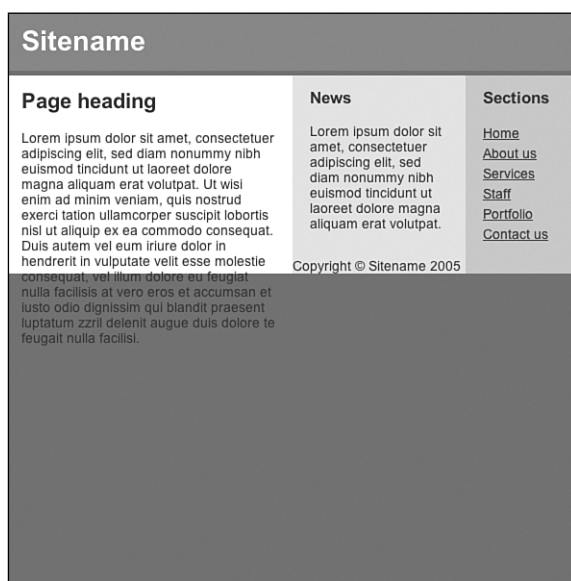 Sitename
Page heading
Lorem ipsum dolor sit amet, consectetuer
adipiscing elit, sed diam nonummy nibh
euismod tincidunt ut laoreet dolore
magna aliquam erat volutpat. Ut wisi
enim ad minim veniam, quis nostrud
exerci tation ullamcorper suscipit lobortis
nisl ut aliquip ex ea commodo consequat.
Duis autem vel eum iriure dolor in
hendrerit in vulputate velit esse molestie
consequat, vel illum dolore eu feugiat
nulla facilisis at vero eros et accumsan et
iusto odio dignissim qui blandit praesent
luptatum zzril delenit augue duis dolore te
feugait nulla facilisi.
News
Lorem ipsum dolor sit
amet, consectetuer
adipiscing elit, sed
diam nonummy nibh
euismod tincidunt ut
laoreet dolore magna
aliquam erat volutpat.
Copyright © Sitename 2005
Sections
Home
About us
Services
Staff
Portfolio
Contact us